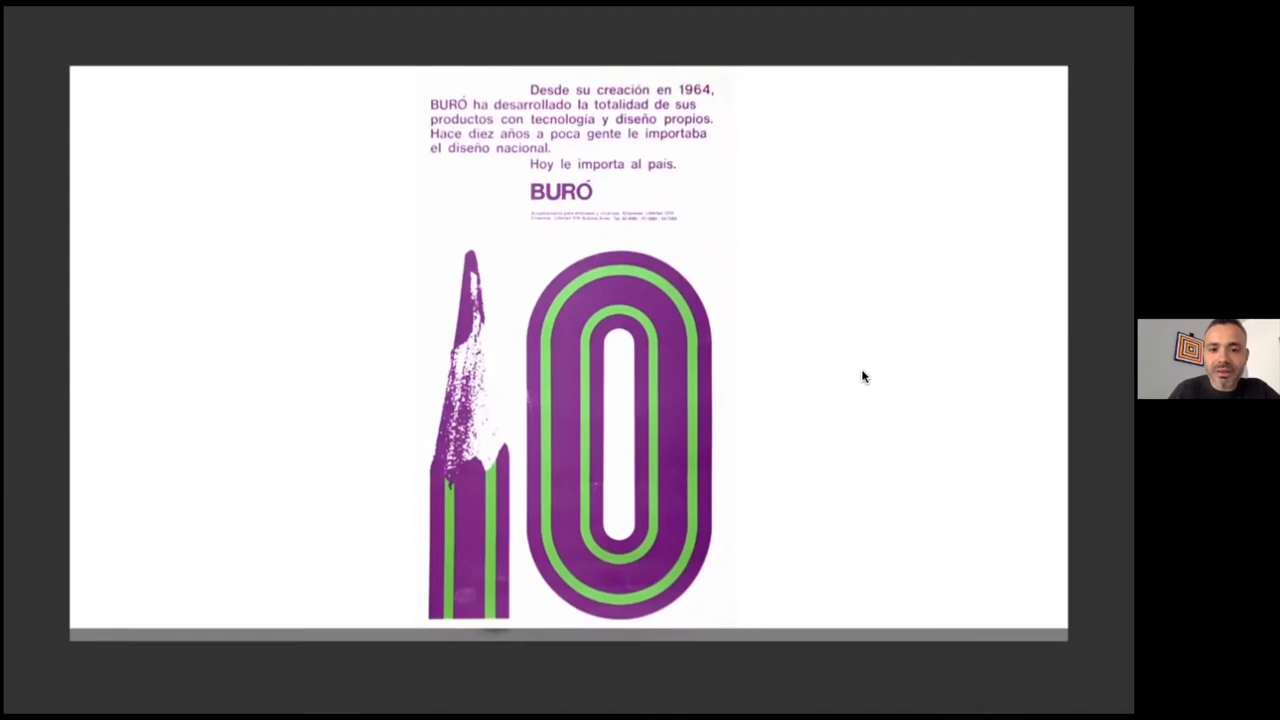 Desde su creación en 1964,
BURÓ ha desarrollado la totalidad de sus
productos con tecnología y diseño propios.
Hace diez años a poca gente le importaba
el diseño nacional.
Hoy le importa al país.
BURÓ
10